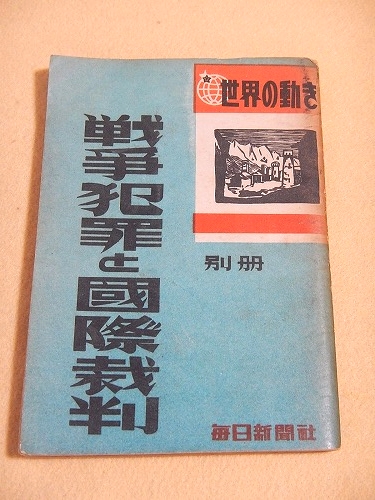 世界の動き
別冊
戦争犯罪と國際裁判
毎日新聞社